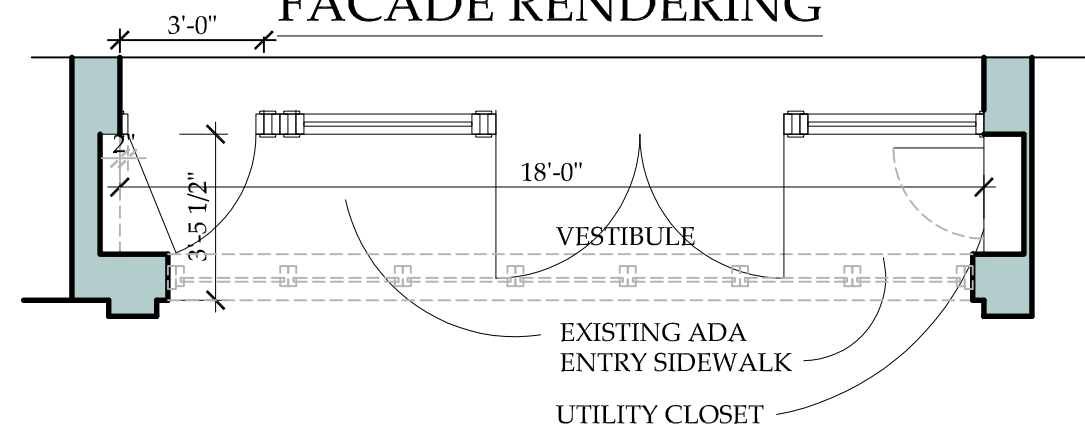 FACADE RENDERING
3'-0"
2"
18'-0"
3'-5 1/2"
VESTIBULE
EXISTING ADA
ENTRY SIDEWALK
UTILITY CLOSET